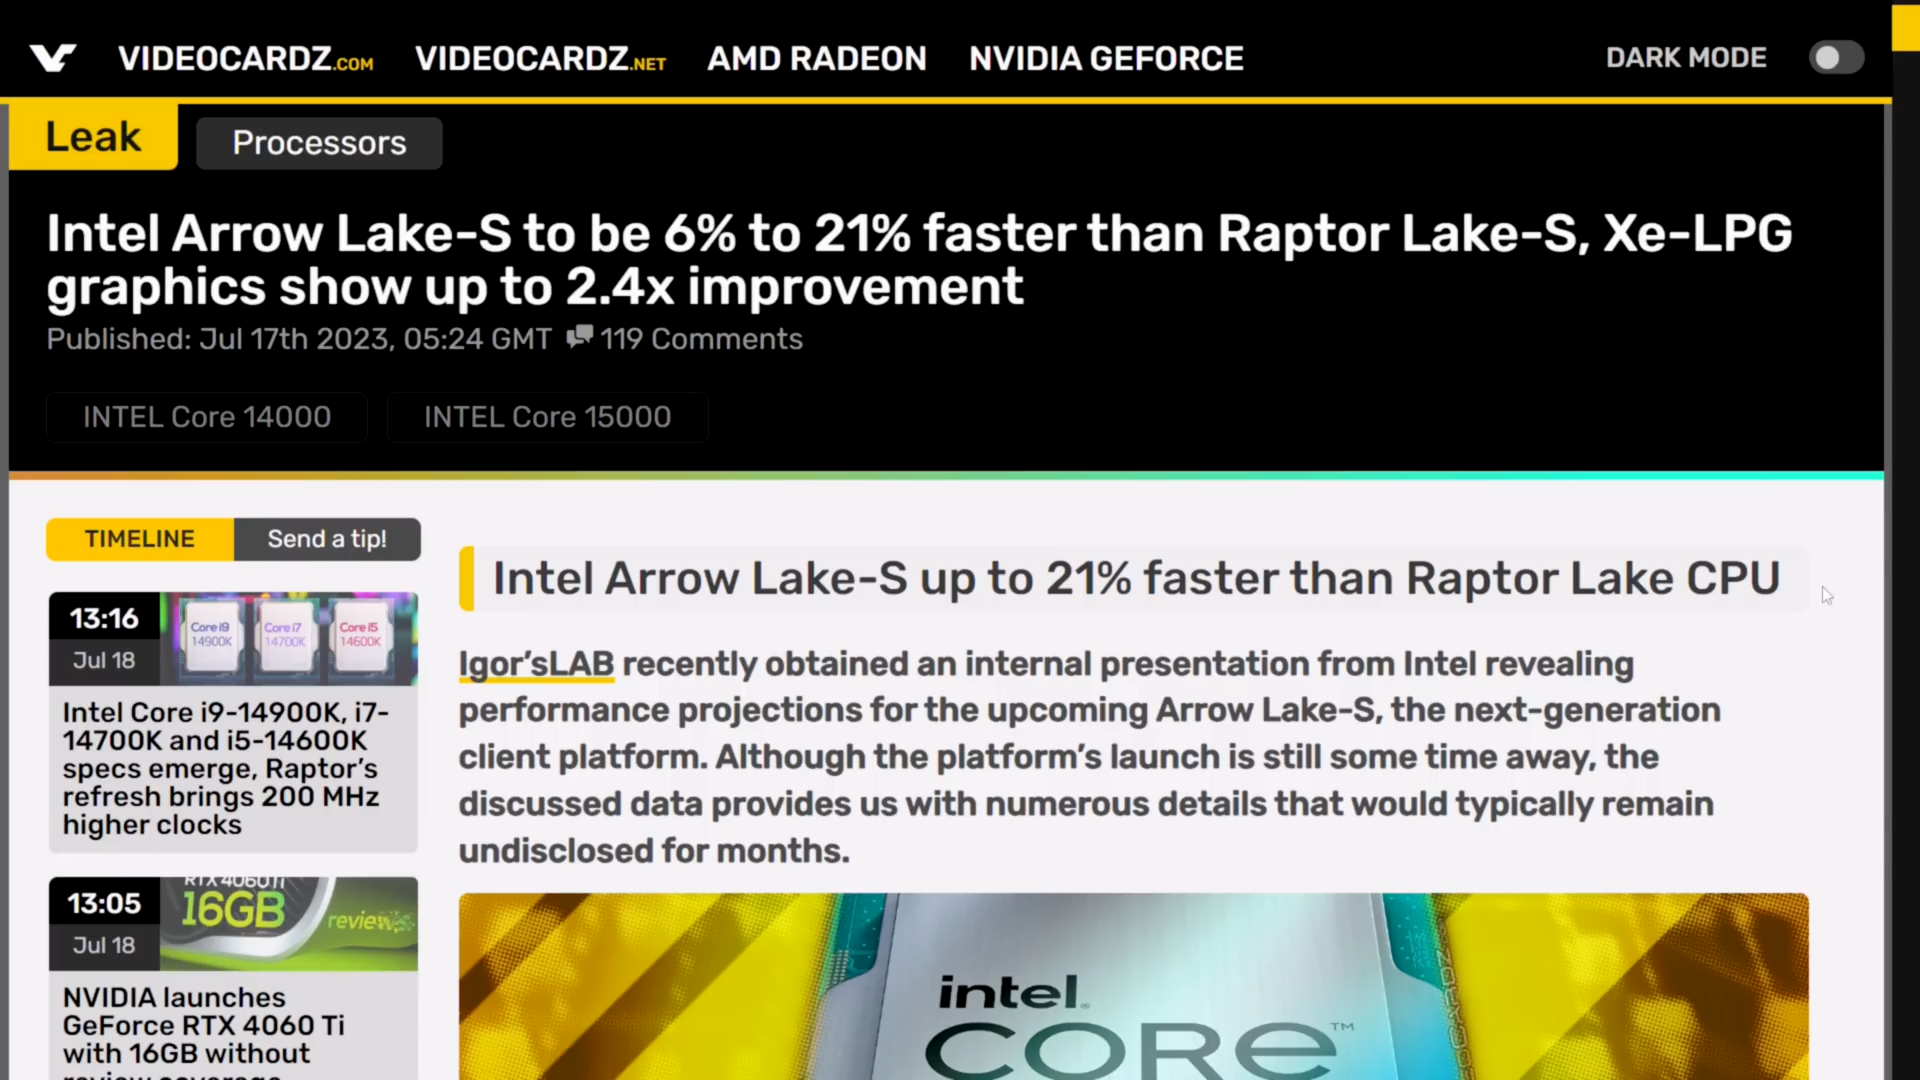 VIDEOCARDZ.COM VIDEOCARDZ.NET AMD RADEON NVIDIA GEFORCE DARK MODE
Leak Processors
Intel Arrow Lake-S to be 6% to 21% faster than Raptor Lake-S, Xe-LPG
graphics show up to 2.4x improvement
Published: Jul 17th 2023, 05:24 GMT 119 Comments
INTEL Core 14000 INTEL Core 15000
TIMELINE Send a tip!
13:16
Jul 18
Core i9
14900K
Core i7
14700K
Core i5
14600K
Intel Core i9-14900K, i7-
14700K and i5-14600K
specs emerge, Raptor's
refresh brings 200 MHz
higher clocks
13:05
Jul 18
RTX 4060Ti
16GB
reviews
NVIDIA launches
GeForce RTX 4060 Ti
with 16GB without
review coverage
Intel Arrow Lake-S up to 21% faster than Raptor Lake CPU
Igor'sLAB recently obtained an internal presentation from Intel revealing
performance projections for the upcoming Arrow Lake-S, the next-generation
client platform. Although the platform's launch is still some time away, the
discussed data provides us with numerous details that would typically remain
undisclosed for months.
intel.
CORE™